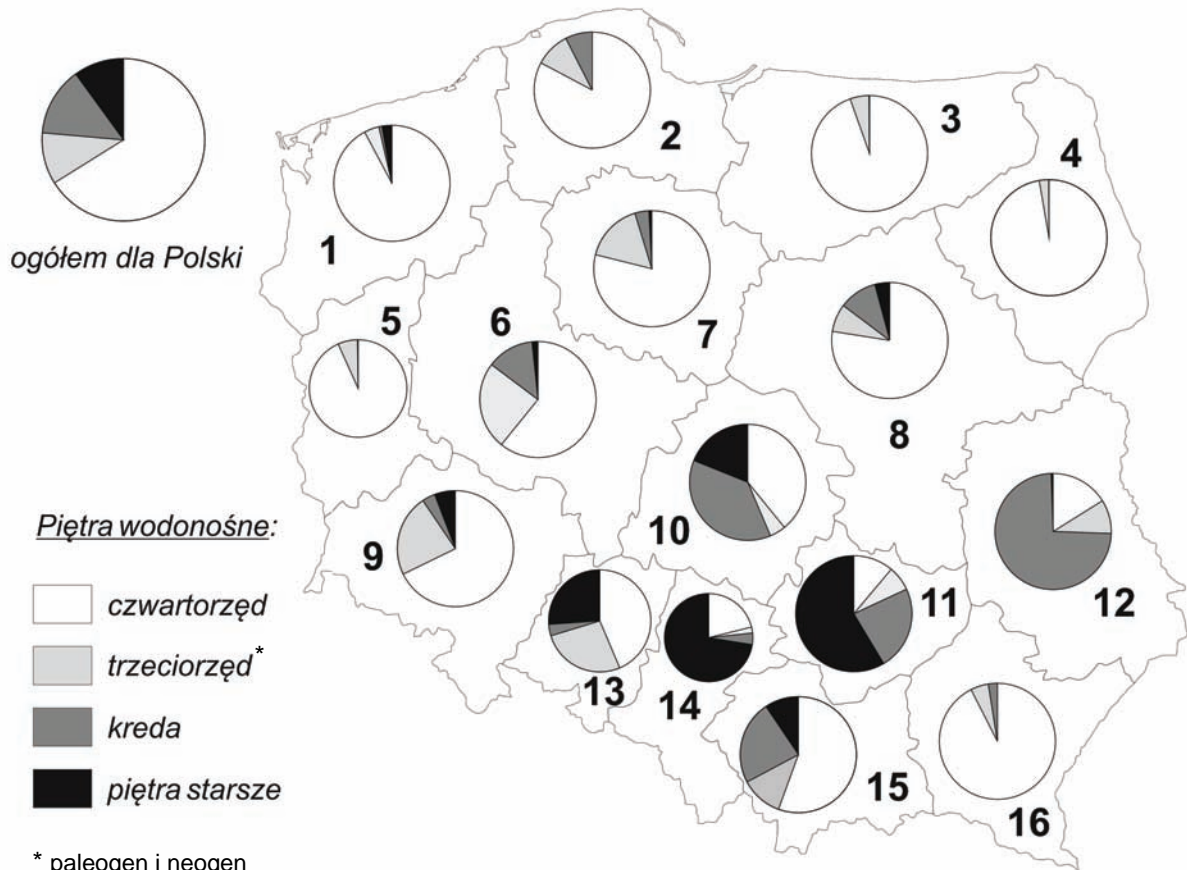 ogółem dla Polski
1
2
3
4
5
6
7
8
9
10
11
12
13
14
15
16
Piętra wodonośne:
czwartorzęd
trzeciorzęd*
kreda
piętra starsze
* paleogen i neogen